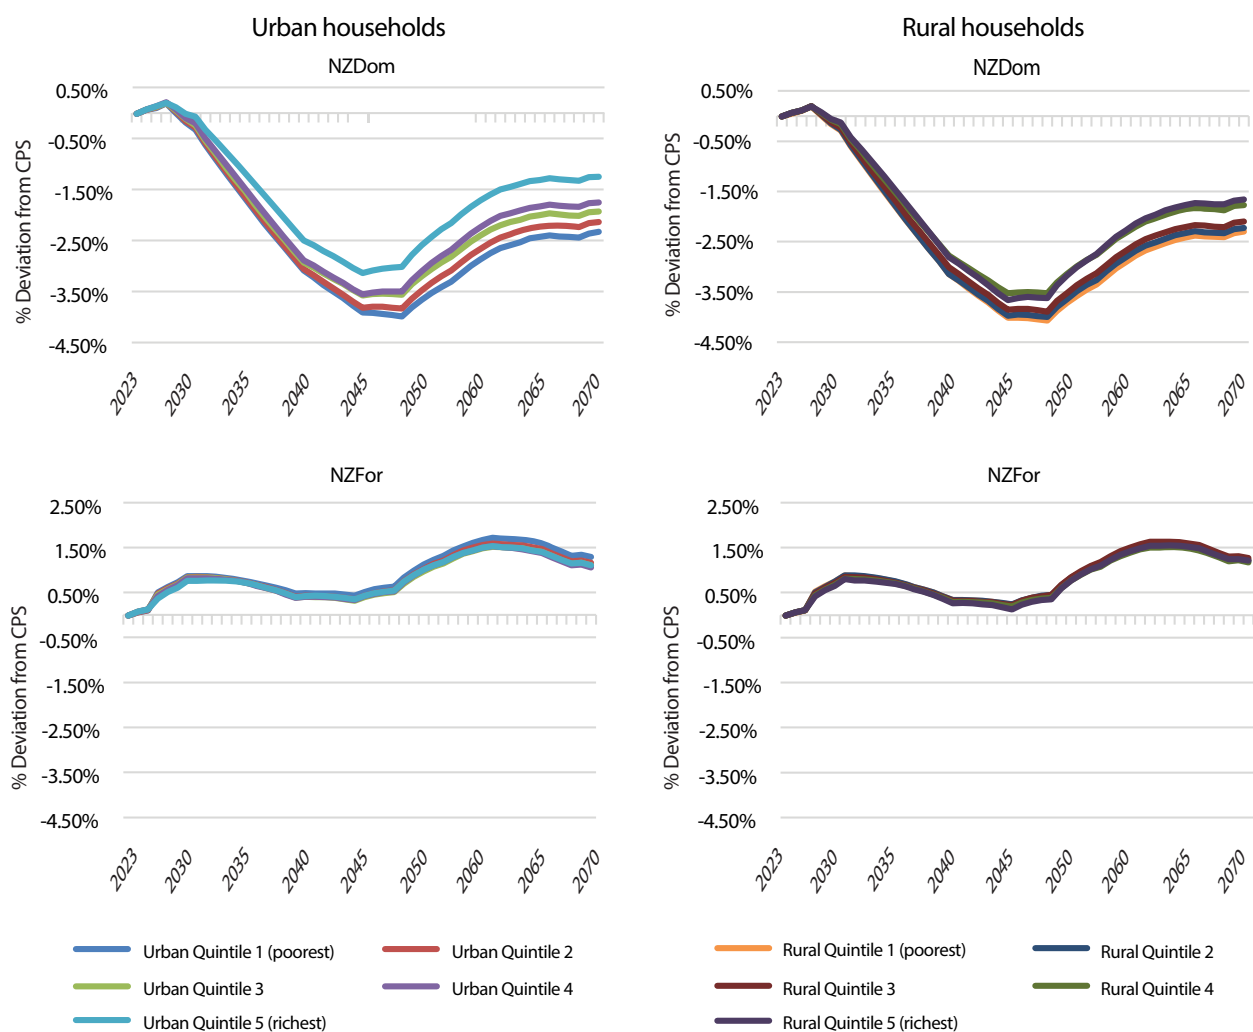 Urban households
Rural households
NZDom
NZDom
% Deviation from CPS
0.50%
-0.50%
-1.50%
-2.50%
-3.50%
-4.50%
2023 2030 2035 2040 2045 2050 2060 2065 2070
% Deviation from CPS
0.50%
-0.50%
-1.50%
-2.50%
-3.50%
-4.50%
2023 2030 2035 2040 2045 2050 2060 2065 2070
NZFor
NZFor
% Deviation from CPS
2.50%
1.50%
0.50%
-0.50%
-1.50%
-2.50%
-3.50%
-4.50%
2023 2030 2035 2040 2045 2050 2060 2065 2070
% Deviation from CPS
2.50%
1.50%
0.50%
-0.50%
-1.50%
-2.50%
-3.50%
-4.50%
2023 2030 2035 2040 2045 2050 2060 2065 2070
Urban Quintile 1 (poorest)
Urban Quintile 2
Urban Quintile 3
Urban Quintile 4
Urban Quintile 5 (richest)
Rural Quintile 1 (poorest)
Rural Quintile 2
Rural Quintile 3
Rural Quintile 4
Rural Quintile 5 (richest)